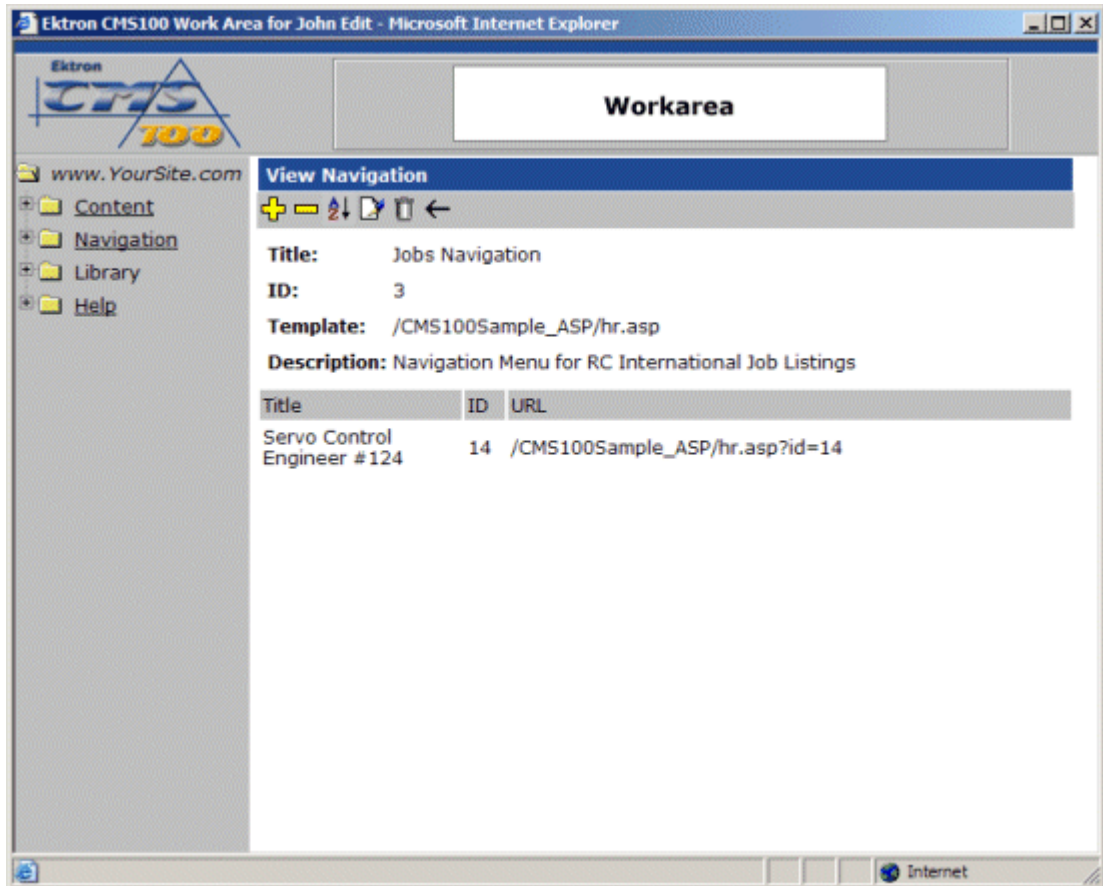 Ektron CMS100 Work Area for John Edit - Microsoft Internet Explorer
Ektron
CMS
100
Workarea
www.YourSite.com
Content
Navigation
Library
Help
View Navigation
Title: Jobs Navigation
ID: 3
Template: /CMS100Sample_ASP/hr.asp
Description: Navigation Menu for RC International Job Listings
Title ID URL
Servo Control
Engineer #124 14 /CMS100Sample_ASP/hr.asp?id=14
Internet